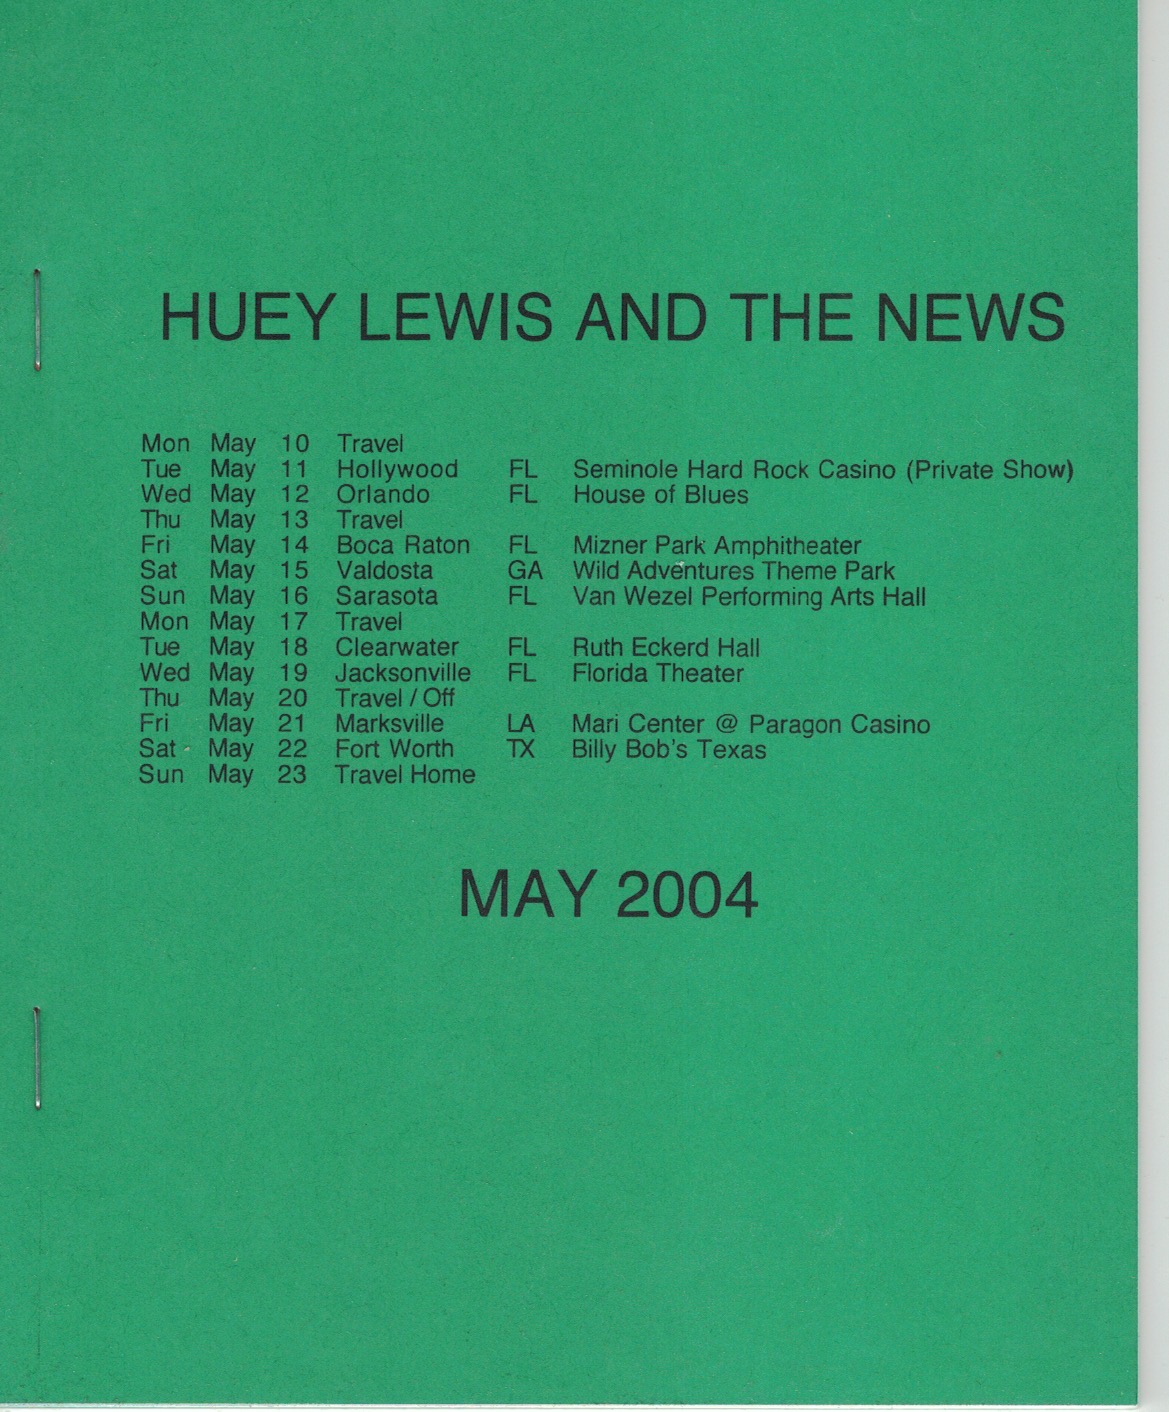 HUEY LEWIS AND THE NEWS
Mon May 10 Travel
Tue May 11 Hollywood FL Seminole Hard Rock Casino (Private Show)
Wed May 12 Orlando FL House of Blues
Thu May 13 Travel
Fri May 14 Boca Raton FL Mizner Park Amphitheater
Sat May 15 Valdosta GA Wild Adventures Theme Park
Sun May 16 Sarasota FL Van Wezel Performing Arts Hall
Mon May 17 Travel
Tue May 18 Clearwater FL Ruth Eckerd Hall
Wed May 19 Jacksonville FL Florida Theater
Thu May 20 Travel / Off
Fri May 21 Marksville LA Mari Center @ Paragon Casino
Sat May 22 Fort Worth TX Billy Bob's Texas
Sun May 23 Travel Home
MAY 2004